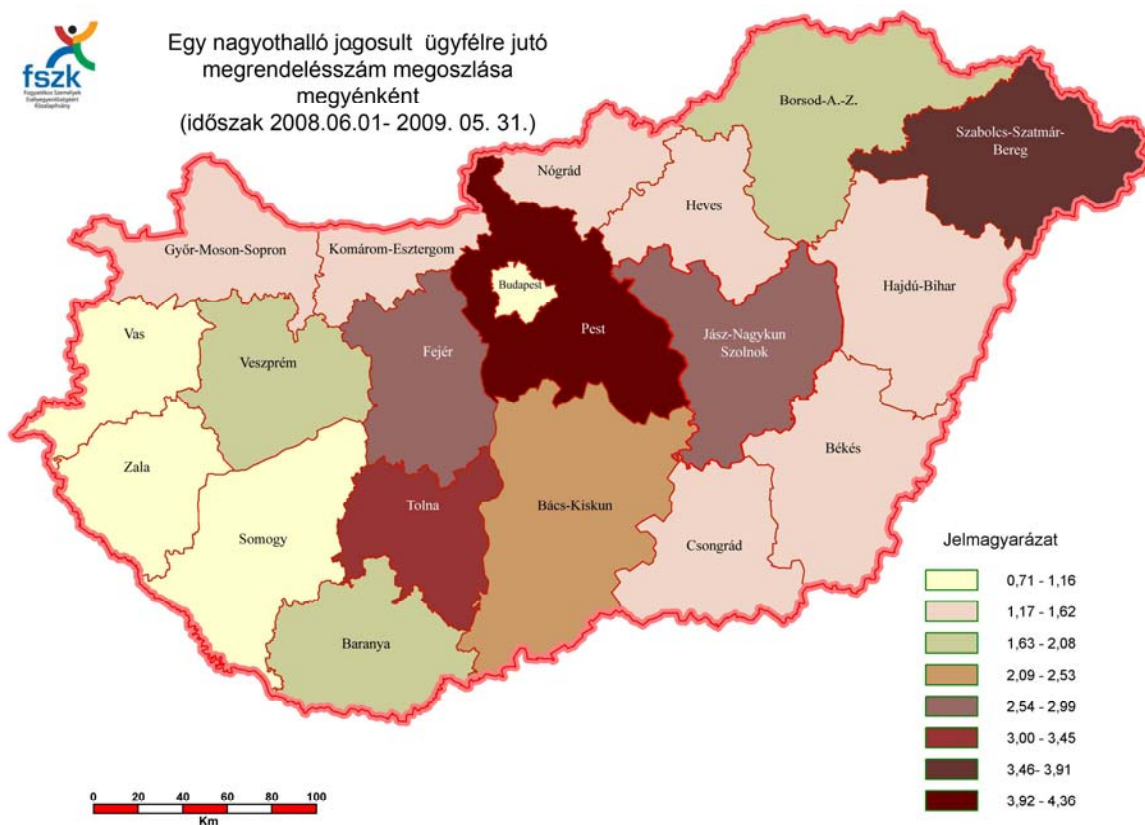 fszk
Fogyatékos Személyek
Esélyegyenlőségéért
Közalapítvány
Egy nagyothalló jogosult ügyfélre jutó
megrendelésszám megoszlása
megyénként
(időszak 2008.06.01- 2009. 05. 31.)
Borsod-A.-Z.
Szabolcs-Szatmár-
Bereg
Nógrád
Heves
Győr-Moson-Sopron
Komárom-Esztergom
Budapest
Hajdú-Bihar
Vas
Veszprém
Fejér
Pest
Jász-Nagykun
Szolnok
Zala
Békés
Tolna
Bács-Kiskun
Somogy
Csongrád
Baranya
Jelmagyarázat
0,71 - 1,16
1,17 - 1,62
1,63 - 2,08
2,09 - 2,53
2,54 - 2,99
3,00 - 3,45
3,46- 3,91
3,92 - 4,36
0 20 40 60 80 100
Km